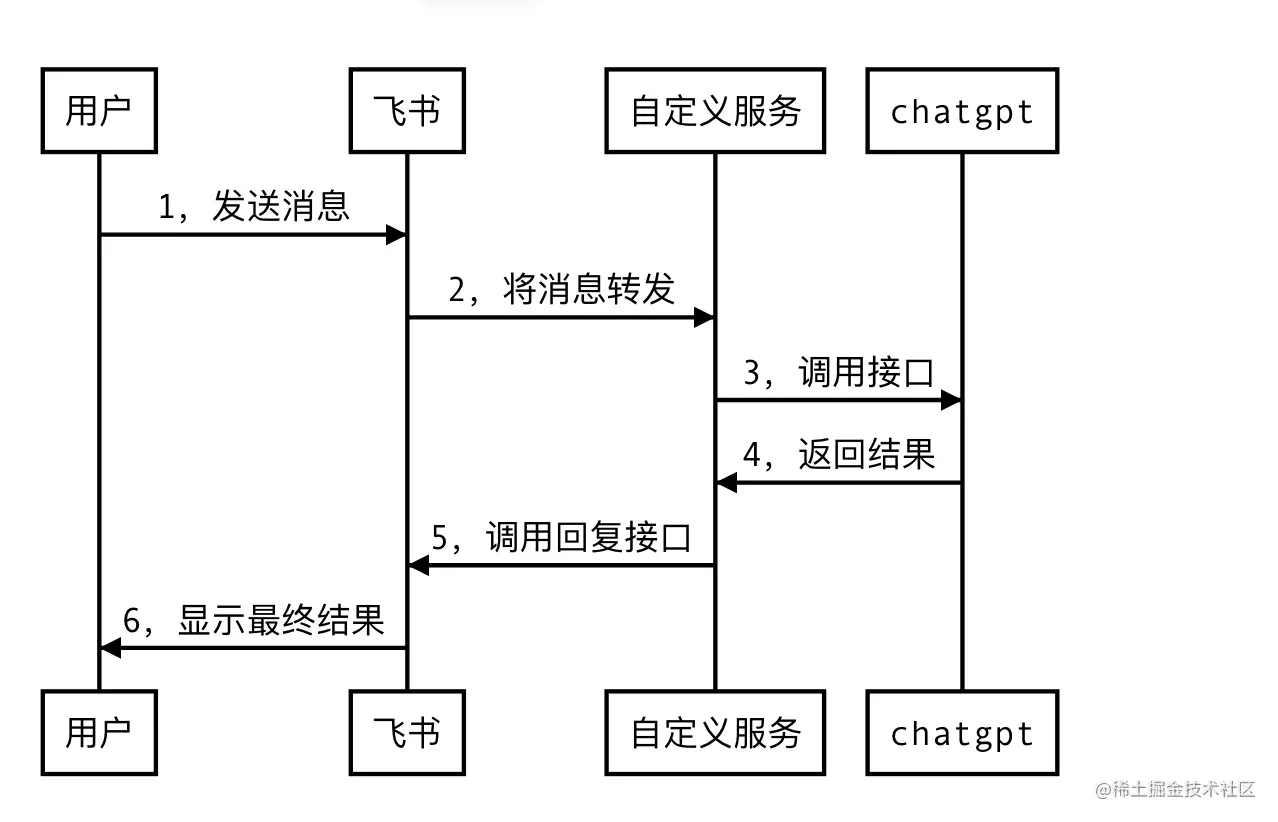 用户
飞书
自定义服务
chatgpt
1，发送消息
2，将消息转发
3，调用接口
4，返回结果
5，调用回复接口
6，显示最终结果
用户
飞书
自定义服务
chatgpt
@稀土掘金技术社区